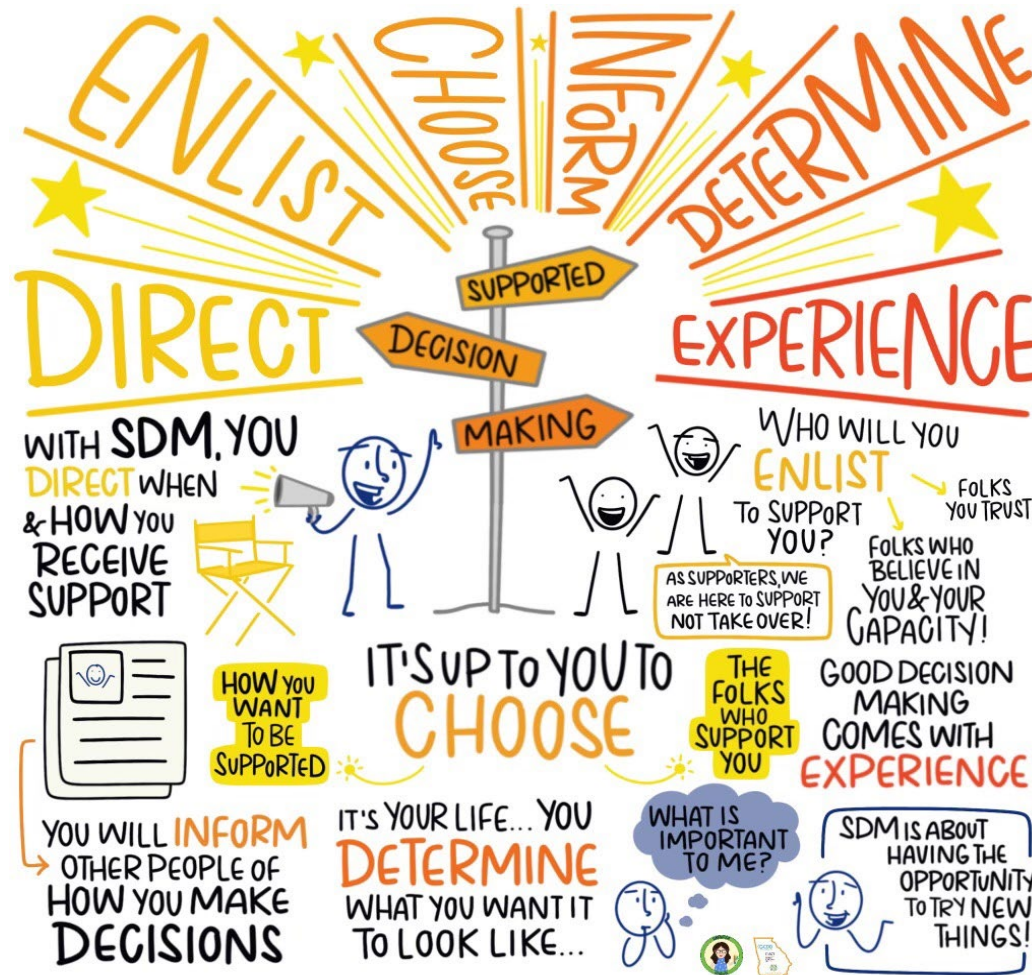 DIRECT
ENLIST
CHOOSE
INFORM
DETERMINE
EXPERIENCE
SUPPORTED
DECISION
MAKING
WITH SDM, YOU
DIRECT WHEN
& HOW YOU
RECEIVE
SUPPORT
WHO WILL YOU
ENLIST
TO SUPPORT
YOU?
FOLKS
YOU TRUST
FOLKS WHO
BELIEVE IN
YOU & YOUR
CAPACITY!
AS SUPPORTERS, WE
ARE HERE TO SUPPORT
NOT TAKE OVER!
IT'S UP TO YOU TO
CHOOSE
HOW YOU
WANT
TO BE
SUPPORTED
THE
FOLKS
WHO
SUPPORT
YOU
GOOD DECISION
MAKING
COMES WITH
EXPERIENCE
YOU WILL INFORM
OTHER PEOPLE OF
HOW YOU MAKE
DECISIONS
IT'S YOUR LIFE... YOU
DETERMINE
WHAT YOU WANT IT
TO LOOK LIKE...
WHAT IS
IMPORTANT
TO ME?
SDM IS ABOUT
HAVING THE
OPPORTUNITY
TO TRY NEW
THINGS!